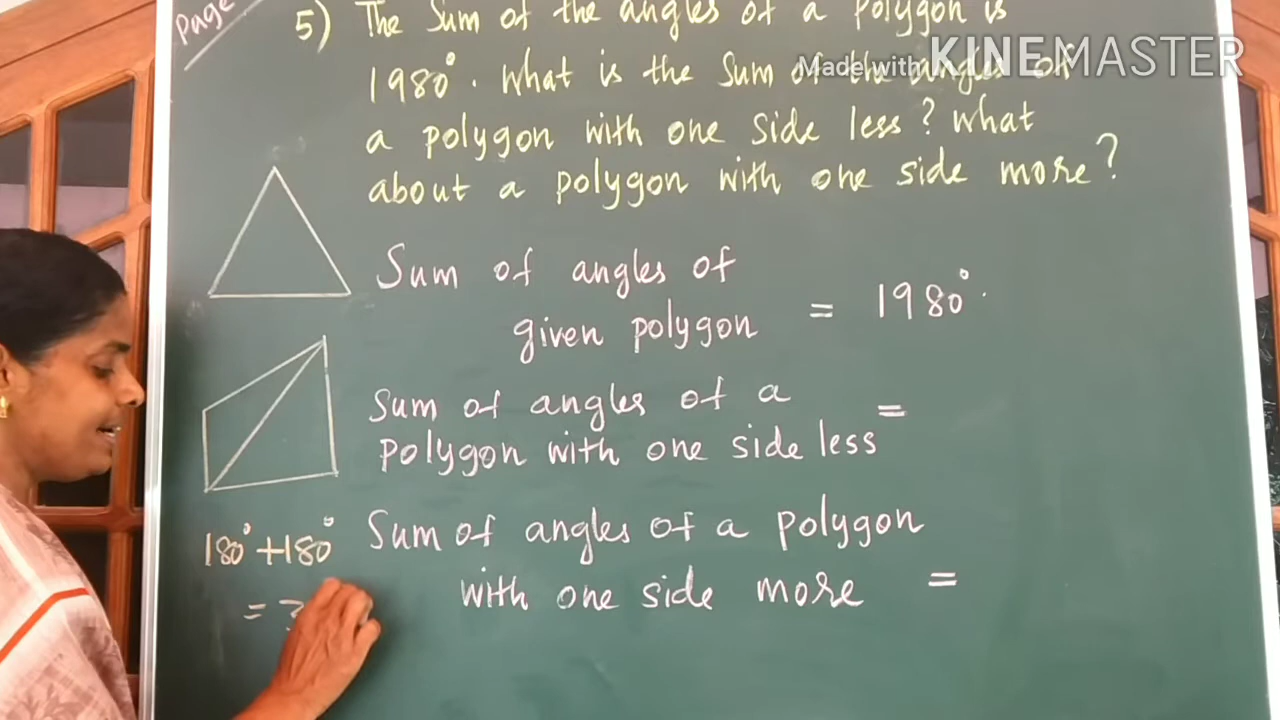 Page
5) The Sum of the angles of a polygon is
1980°. What is the Sum of the angles of
a polygon with one side less? What
about a polygon with one side more?
Made with KINEMASTER
Sum of angles of
given polygon = 1980°.
Sum of angles of a
polygon with one side less =
180° + 180°
= 3
Sum of angles of a polygon
with one side more =